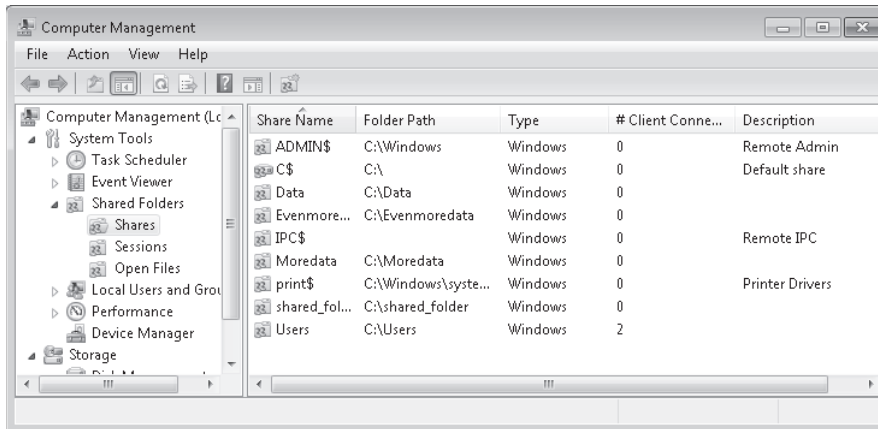 Computer Management
File Action View Help
Computer Management (Lc
System Tools
Task Scheduler
Event Viewer
Shared Folders
Shares
Sessions
Open Files
Local Users and Grou
Performance
Device Manager
Storage
Share Name Folder Path Type # Client Conne... Description
ADMIN$ C:\Windows Windows 0 Remote Admin
C$ C:\ Windows 0 Default share
Data C:\Data Windows 0
Evenmore... C:\Evenmoredata Windows 0
IPC$ Windows 0 Remote IPC
Moredata C:\Moredata Windows 0
print$ C:\Windows\syste... Windows 0 Printer Drivers
shared_fol... C:\shared_folder Windows 0
Users C:\Users Windows 2